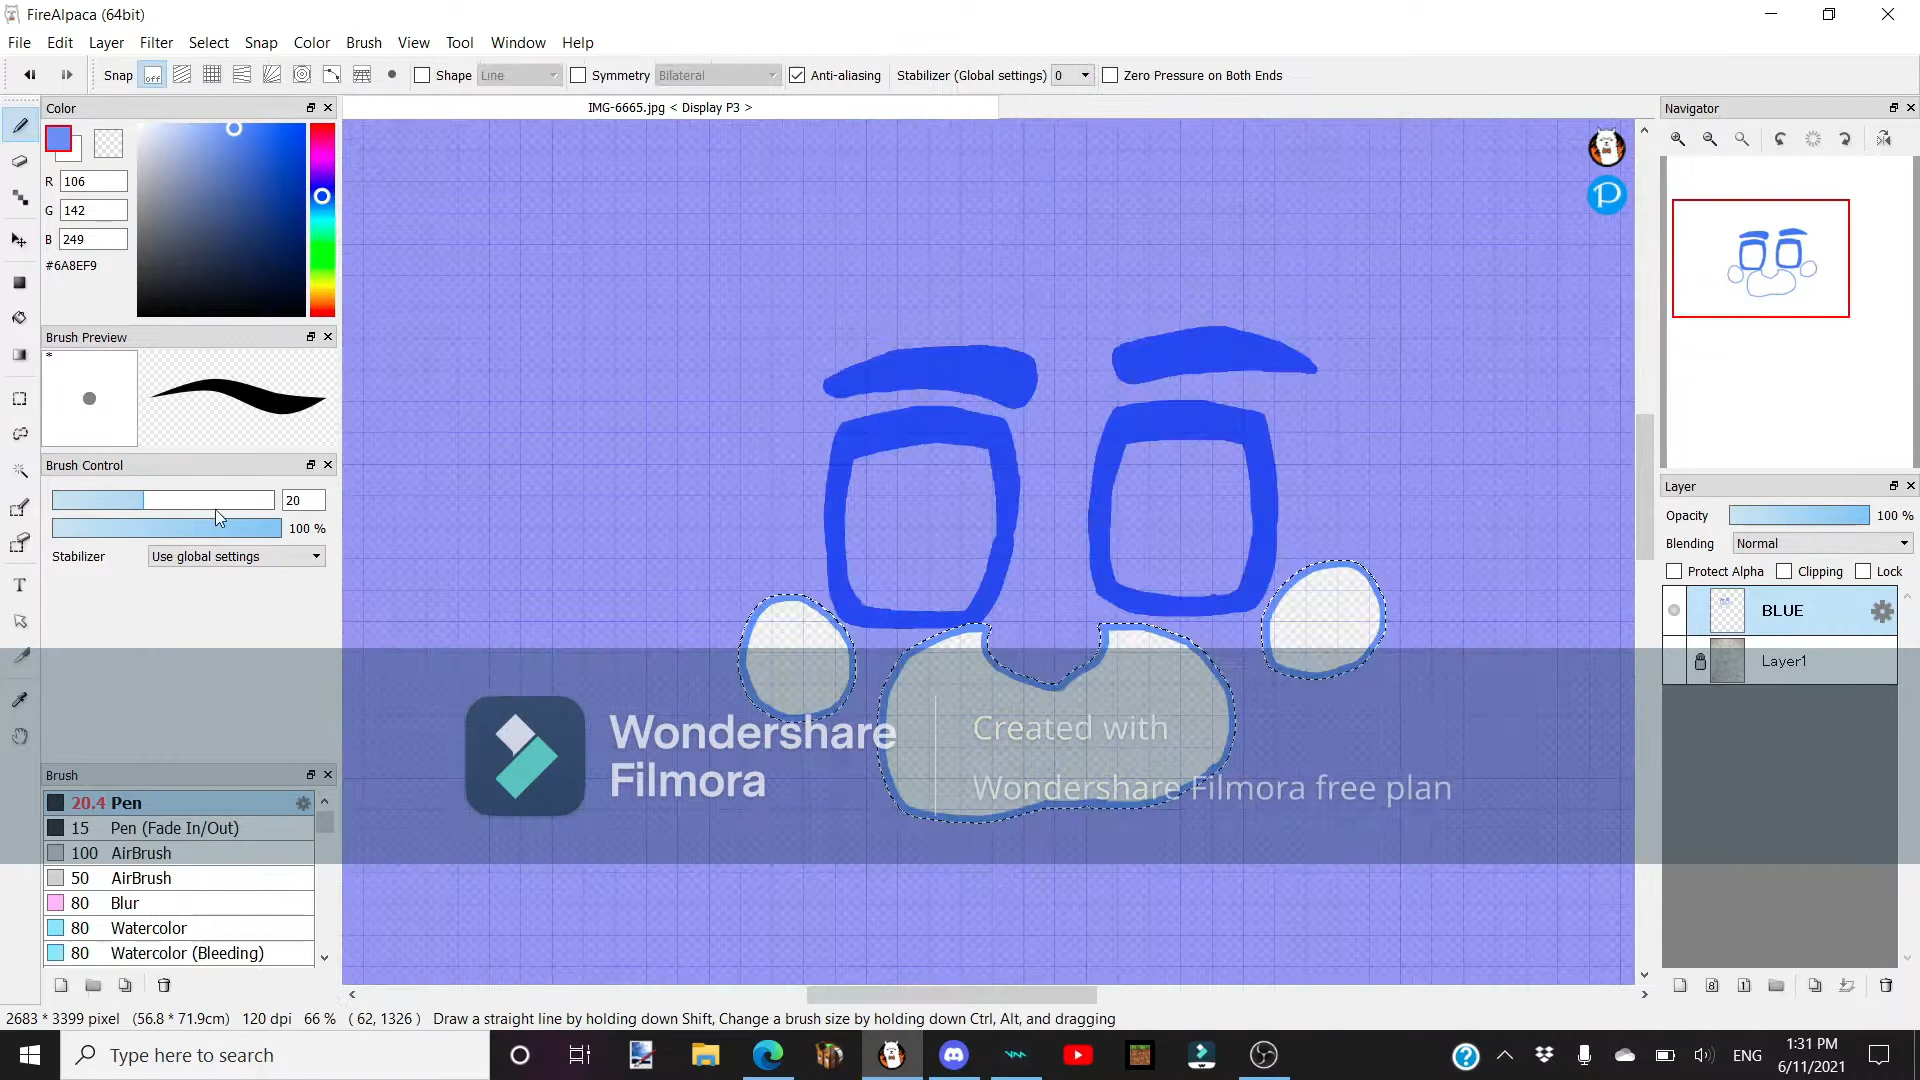 FireAlpaca (64bit)
File Edit Layer Filter Select Snap Color Brush View Tool Window Help
Snap off Shape Line Symmetry Bilateral Anti-aliasing Stabilizer (Global settings) 0 Zero Pressure on Both Ends
Color
IMG-6665.jpg < Display P3 >
Navigator
R 106
G 142
B 249
#6A8EF9
P
Brush Preview
*
Brush Control
20
100 %
Stabilizer Use global settings
Layer
Opacity 100 %
Blending Normal
Protect Alpha Clipping Lock
BLUE
Layer1
Wondershare
Filmora
Created with
Wondershare Filmora free plan
Brush
20.4 Pen
15 Pen (Fade In/Out)
100 AirBrush
50 AirBrush
80 Blur
80 Watercolor
80 Watercolor (Bleeding)
T
8
1
2683 * 3399 pixel (56.8 * 71.9cm) 120 dpi 66 % ( 62, 1326 ) Draw a straight line by holding down Shift, Change a brush size by holding down Ctrl, Alt, and dragging
Type here to search
ENG
1:31 PM
6/11/2021